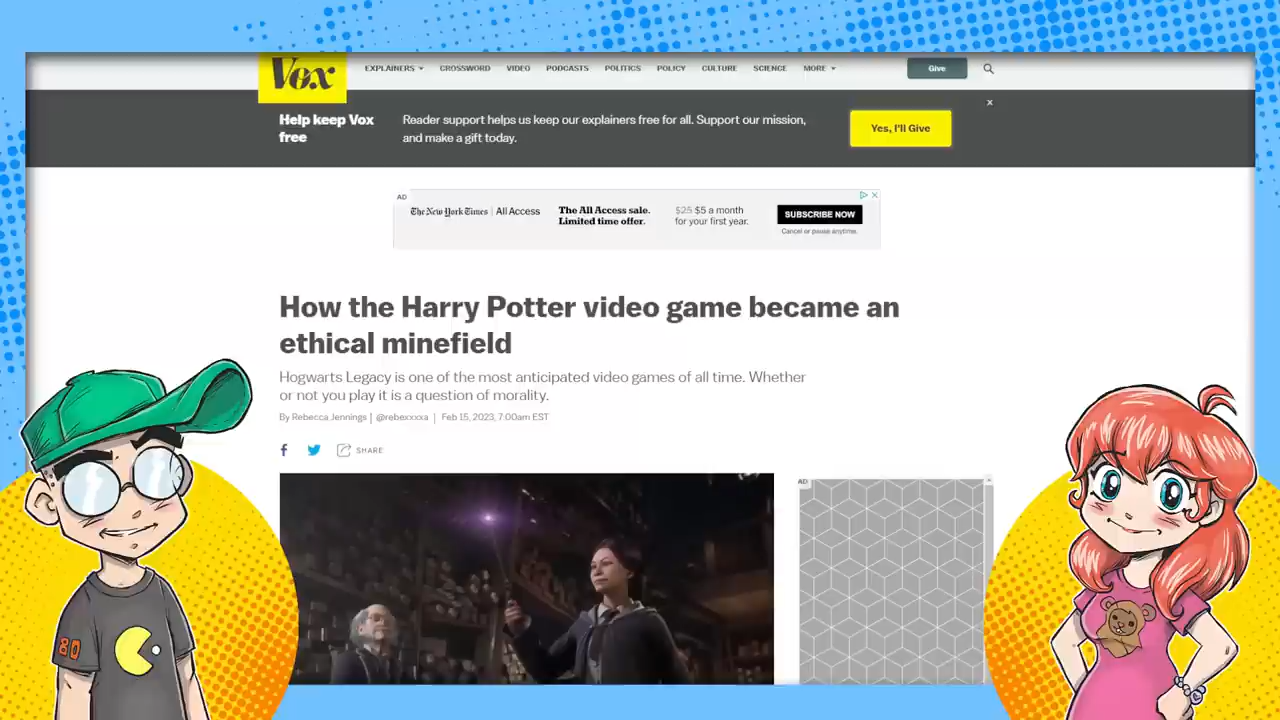 Vox
EXPLAINERS CROSSWORD VIDEO PODCASTS POLITICS POLICY CULTURE SCIENCE MORE
Give
Help keep Vox
free
Reader support helps us keep our explainers free for all. Support our mission,
and make a gift today.
Yes, I'll Give
x
AD
The New York Times | All Access
The All Access sale.
Limited time offer.
$25 $5 a month
for your first year.
SUBSCRIBE NOW
Cancel or pause anytime.
How the Harry Potter video game became an
ethical minefield
Hogwarts Legacy is one of the most anticipated video games of all time. Whether
or not you play it is a question of morality.
By Rebecca Jennings | @rebexxxxa | Feb 15, 2023, 7:00am EST
SHARE
AD
80